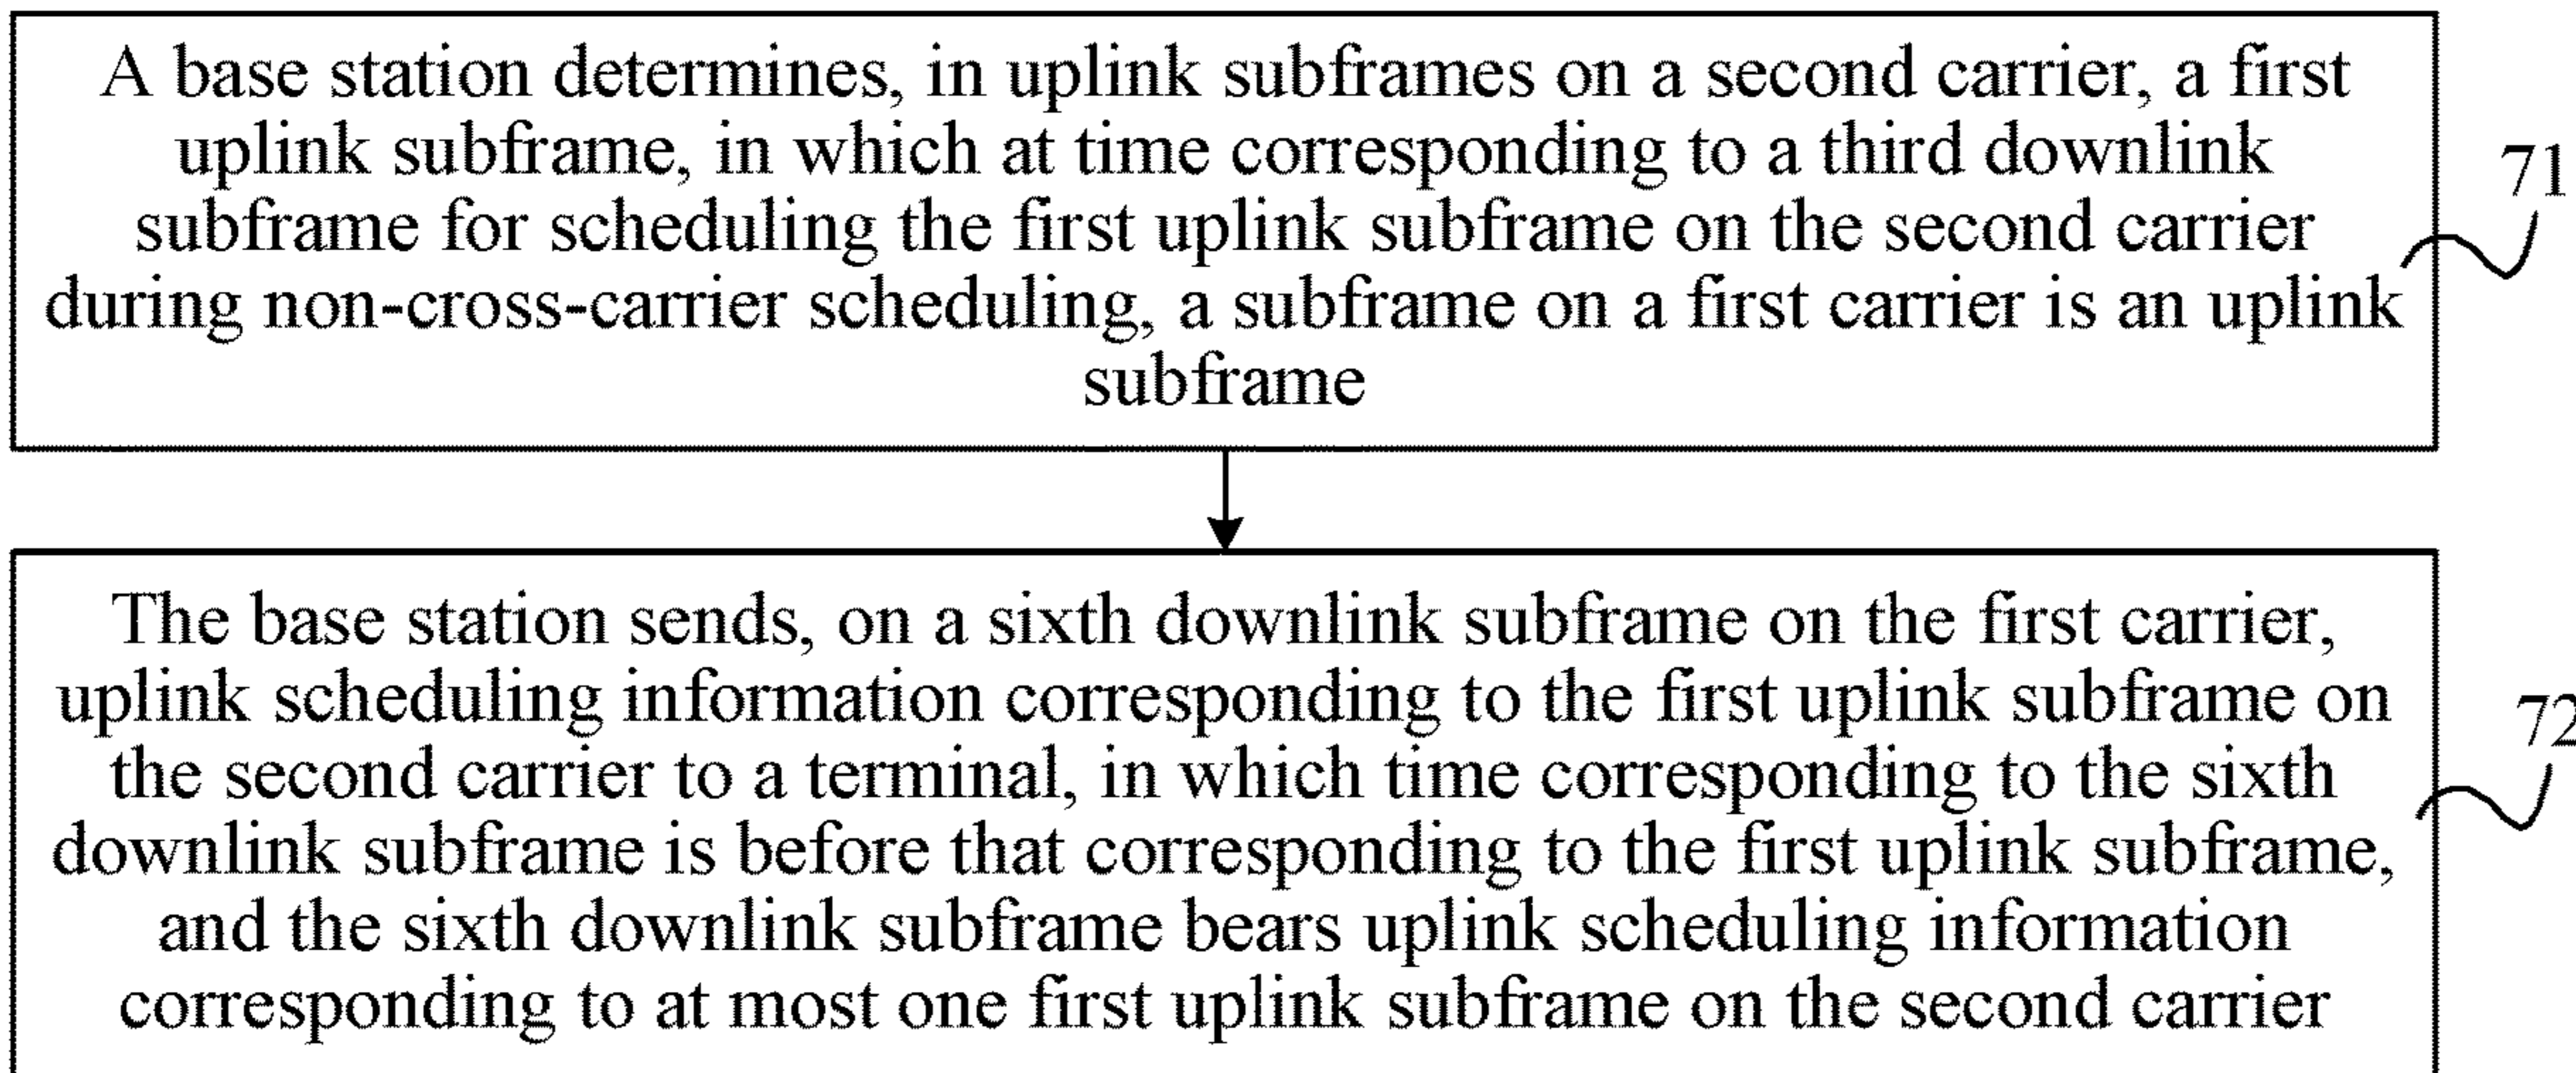 A base station determines, in uplink subframes on a second carrier, a first
uplink subframe, in which at time corresponding to a third downlink
subframe for scheduling the first uplink subframe on the second carrier
during non-cross-carrier scheduling, a subframe on a first carrier is an uplink
subframe
71
The base station sends, on a sixth downlink subframe on the first carrier,
uplink scheduling information corresponding to the first uplink subframe on
the second carrier to a terminal, in which time corresponding to the sixth
downlink subframe is before that corresponding to the first uplink subframe,
and the sixth downlink subframe bears uplink scheduling information
corresponding to at most one first uplink subframe on the second carrier
72